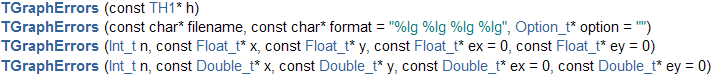 TGraphErrors (const TH1* h)
TGraphErrors (const char* filename, const char* format = "%lg %lg %lg %lg", Option_t* option = "")
TGraphErrors (Int_t n, const Float_t* x, const Float_t* y, const Float_t* ex = 0, const Float_t* ey = 0)
TGraphErrors (Int_t n, const Double_t* x, const Double_t* y, const Double_t* ex = 0, const Double_t* ey = 0)